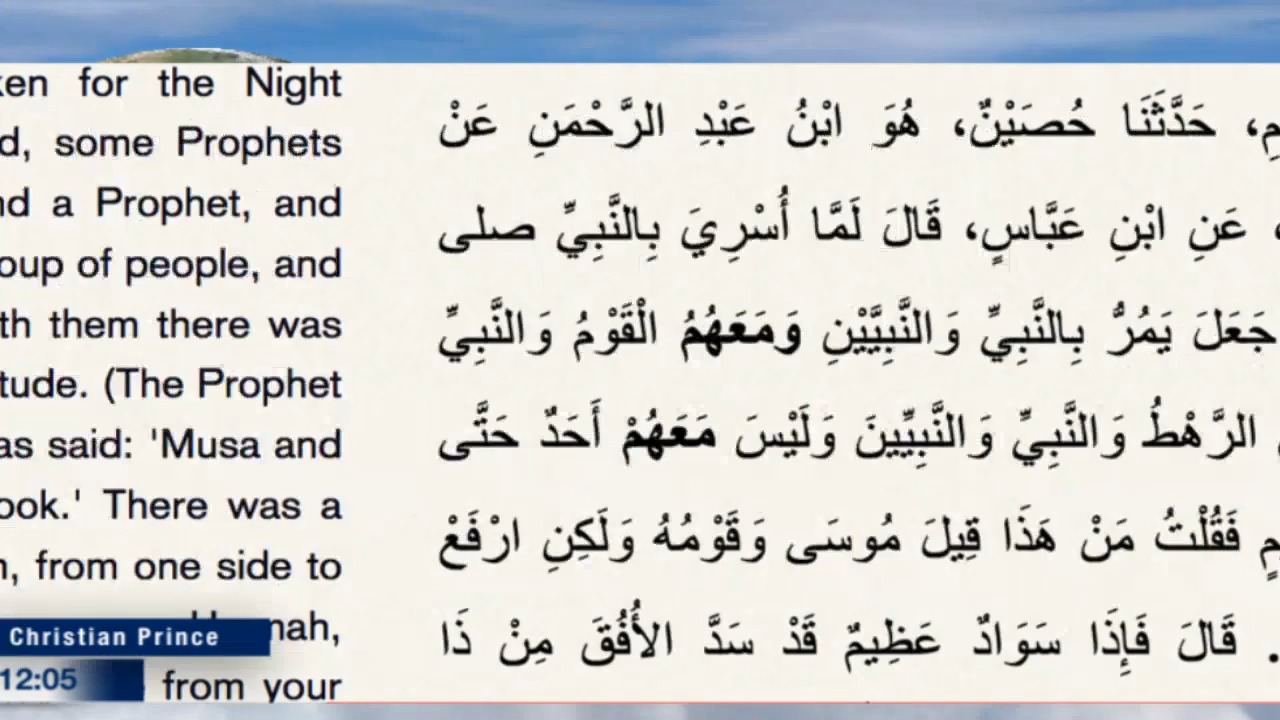 ken for the Night
d, some Prophets
nd a Prophet, and
oup of people, and
th them there was
tude. (The Prophet
as said: 'Musa and
ook.' There was a
n, from one side to
nah,
from your
مِ، حَدَّثَنَا حُصَيْنٌ، هُوَ ابْنُ عَبْدِ الرَّحْمَنِ عَنْ
، عَنِ ابْنِ عَبَّاسٍ، قَالَ لَمَّا أُسْرِيَ بِالنَّبِيِّ صلى
جَعَلَ يَمُرُّ بِالنَّبِيِّ وَالنَّبِيَّيْنِ وَمَعَهُمُ الْقَوْمُ وَالنَّبِيِّ
الرَّهْطُ وَالنَّبِيِّ وَالنَّبِيِّينَ وَلَيْسَ مَعَهُمْ أَحَدٌ حَتَّى
مٍ فَقُلْتُ مَنْ هَذَا قِيلَ مُوسَى وَقَوْمُهُ وَلَكِنِ ارْفَعْ
. قَالَ فَإِذَا سَوَادٌ عَظِيمٌ قَدْ سَدَّ الأُفُقَ مِنْ ذَا
Christian Prince
12:05